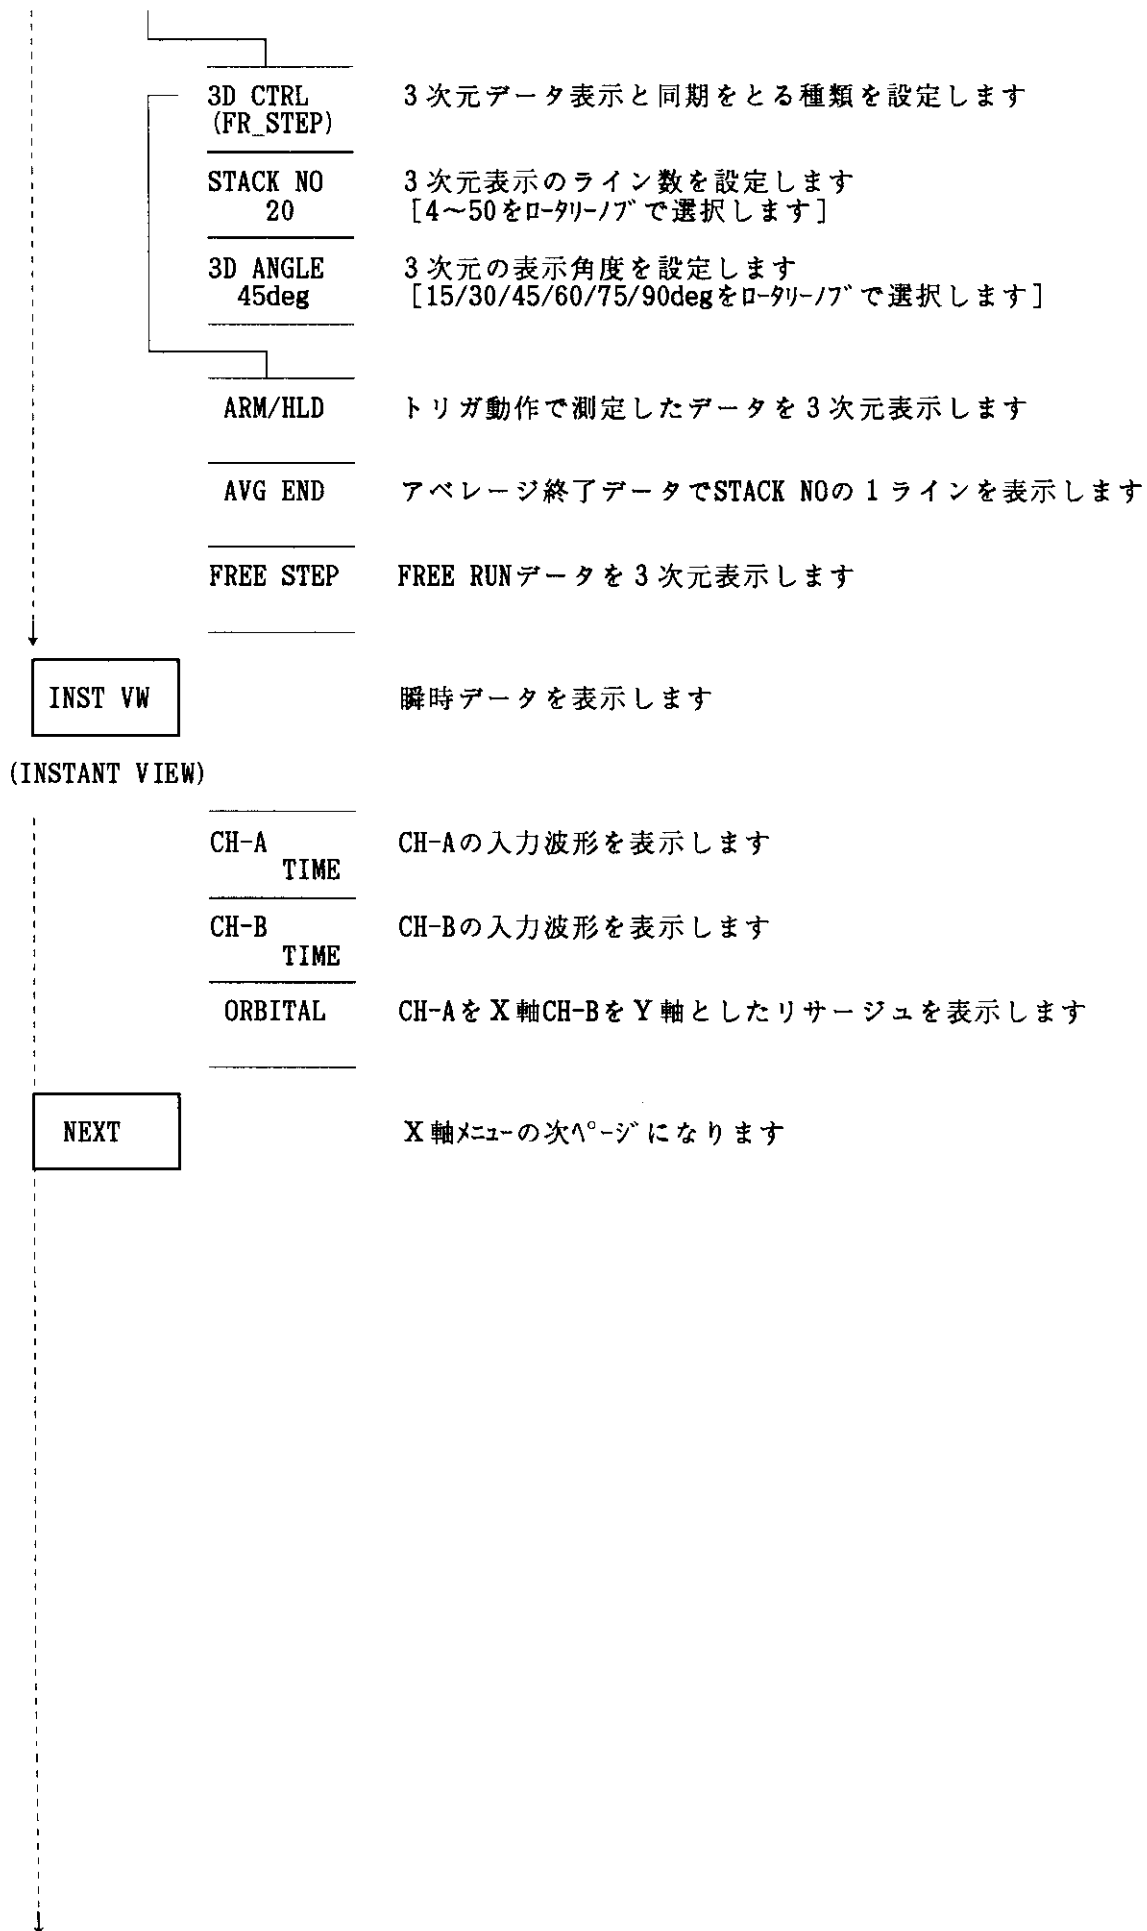 3D CTRL 3次元データ表示と同期をとる種類を設定します
(FR_STEP)
STACK NO 3次元表示のライン数を設定します
20 [4～50をﾛｰﾀﾘｰﾉﾌﾞで選択します]
3D ANGLE 3次元の表示角度を設定します
45deg [15/30/45/60/75/90degをﾛｰﾀﾘｰﾉﾌﾞで選択します]
ARM/HLD トリガ動作で測定したデータを3次元表示します
AVG END アベレージ終了データでSTACK NOの1ラインを表示します
FREE STEP FREE RUNデータを3次元表示します
INST VW 瞬時データを表示します
(INSTANT VIEW)
CH-A CH-Aの入力波形を表示します
TIME
CH-B CH-Bの入力波形を表示します
TIME
ORBITAL CH-AをX軸CH-BをY軸としたリサージュを表示します
NEXT X軸ﾒﾆｭｰの次ﾍﾟｰｼﾞになります